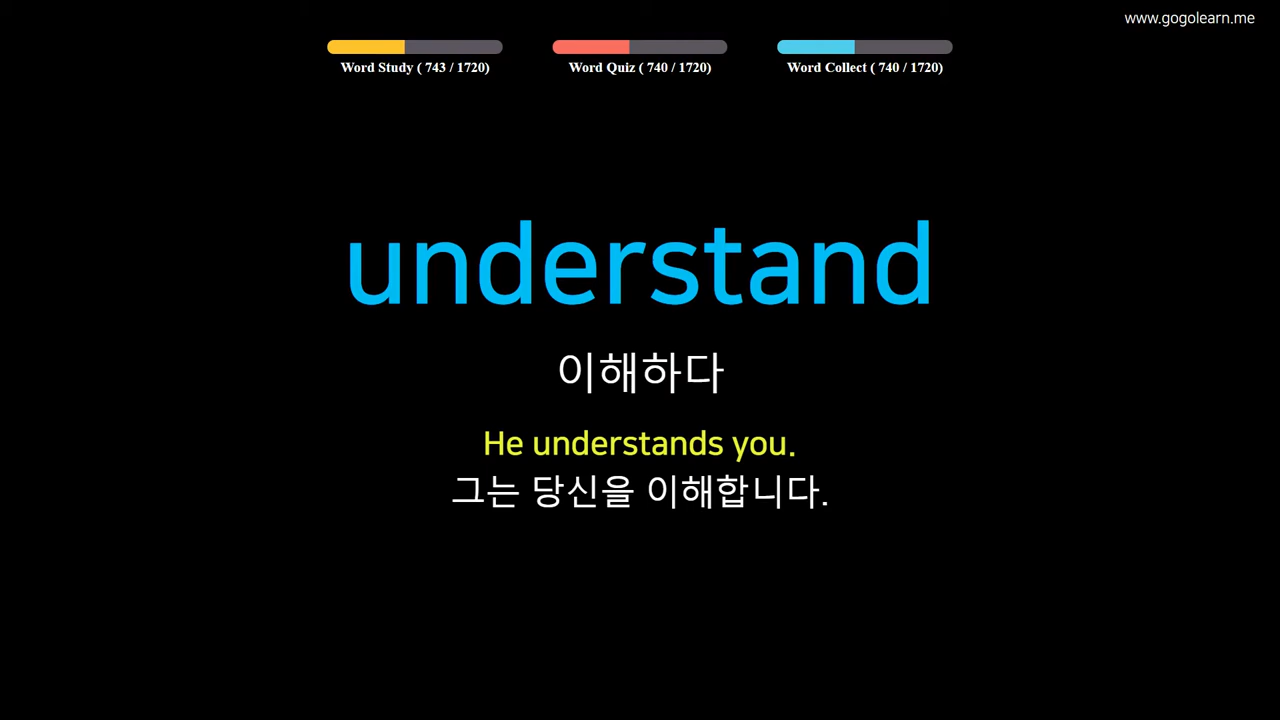 www.gogolearn.me
Word Study ( 743 / 1720)
Word Quiz ( 740 / 1720)
Word Collect ( 740 / 1720)
understand
이해하다
He understands you.
그는 당신을 이해합니다.